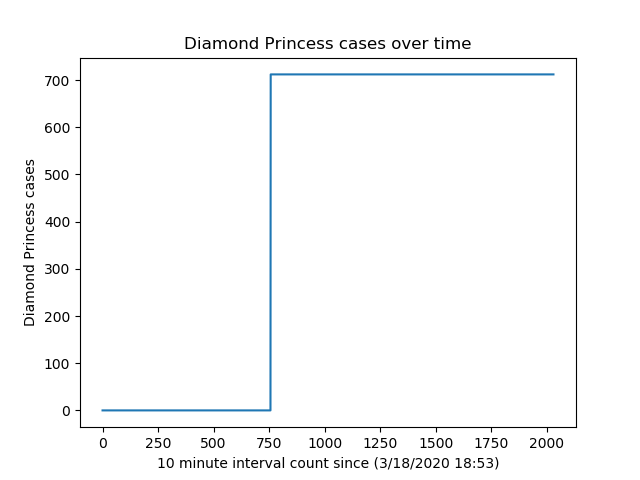 Diamond Princess cases over time
Diamond Princess cases
700
600
500
400
300
200
100
0
0 250 500 750 1000 1250 1500 1750 2000
10 minute interval count since (3/18/2020 18:53)